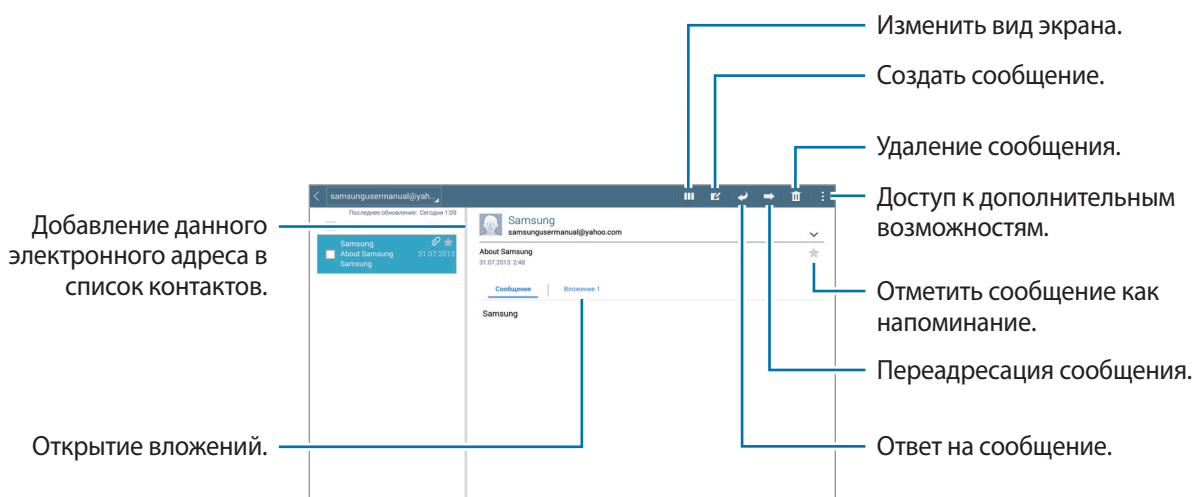 Изменить вид экрана.
Создать сообщение.
Удаление сообщения.
Доступ к дополнительным
возможностям.
Отметить сообщение как
напоминание.
Переадресация сообщения.
Ответ на сообщение.
Добавление данного
электронного адреса в
список контактов.
Открытие вложений.
samsungusermanual@yah...
Последнее обновление: Сегодня 1:09
Samsung
About Samsung 31.07.2013
Samsung
Samsung
samsungusermanual@yahoo.com
About Samsung
31.07.2013 2:48
Сообщение Вложение 1
Samsung